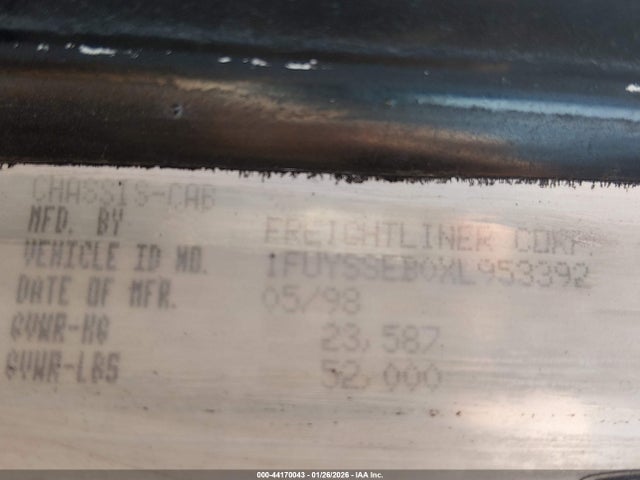 CHASSIS-CAB
MFD. BY FREIGHTLINER CORP.
VEHICLE ID NO. 1FUYSSEB0XL953392
DATE OF MFR. 05/98
GVWR-KG 23,587
GVWR-LBS 52,000
000-44170043 - 01/26/2026 - IAA Inc.